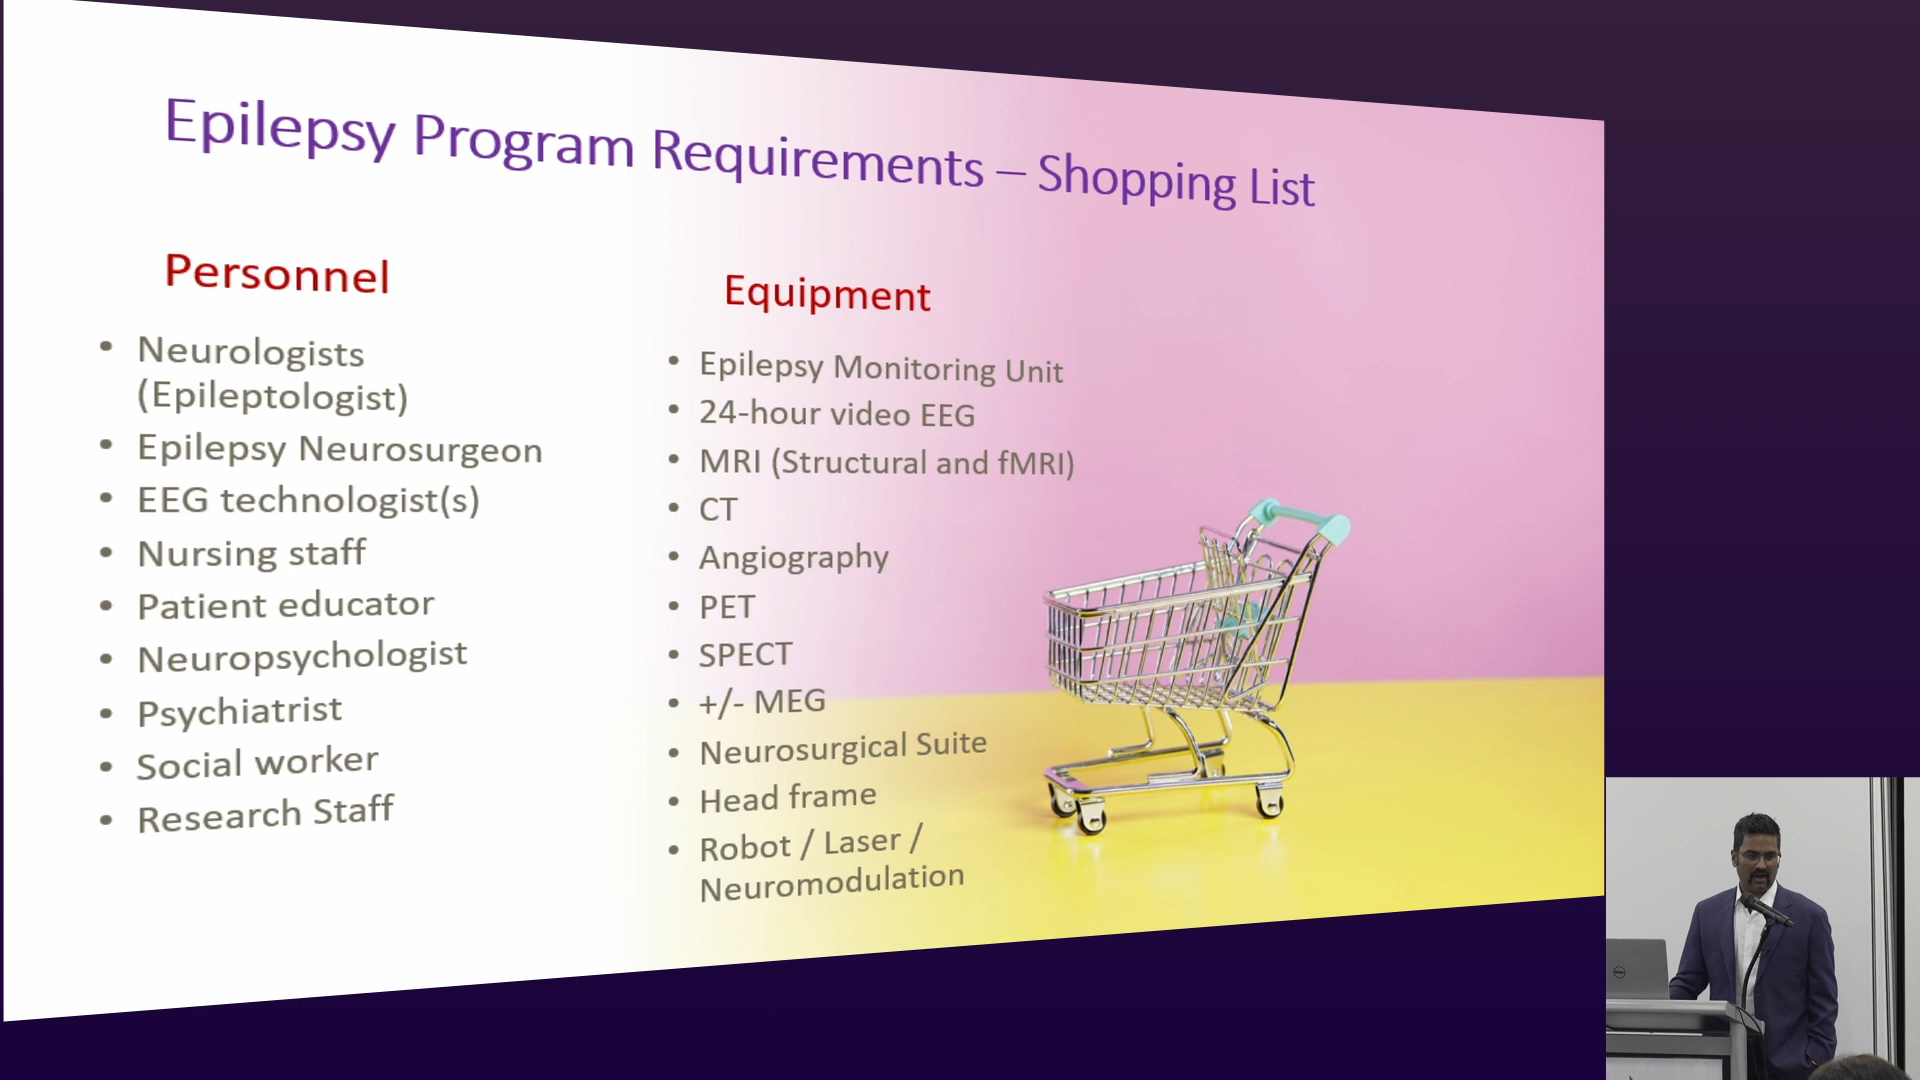 Epilepsy Program Requirements – Shopping List
Personnel
• Neurologists
(Epileptologist)
• Epilepsy Neurosurgeon
• EEG technologist(s)
• Nursing staff
• Patient educator
• Neuropsychologist
• Psychiatrist
• Social worker
• Research Staff
Equipment
• Epilepsy Monitoring Unit
• 24-hour video EEG
• MRI (Structural and fMRI)
• CT
• Angiography
• PET
• SPECT
• +/- MEG
• Neurosurgical Suite
• Head frame
• Robot / Laser /
Neuromodulation
DELL